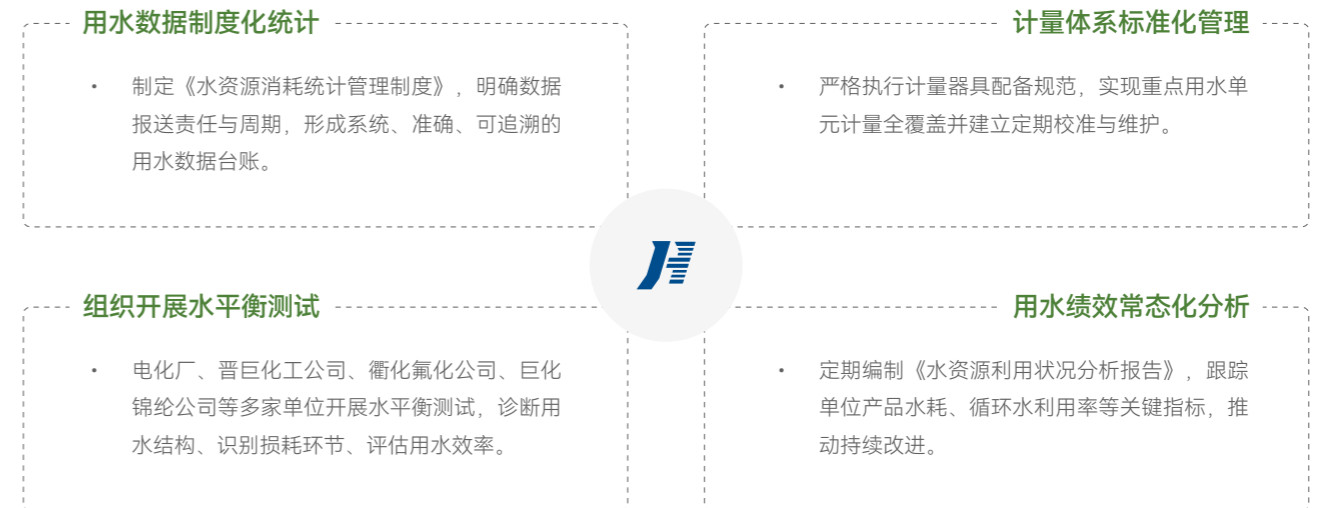 用水数据制度化统计
• 制定《水资源消耗统计管理制度》，明确数据
报送责任与周期，形成系统、准确、可追溯的
用水数据台账。
计量体系标准化管理
• 严格执行计量器具配备规范，实现重点用水单
元计量全覆盖并建立定期校准与维护。
组织开展水平衡测试
• 电化厂、晋巨化工公司、衢化氟化公司、巨化
锦纶公司等多家单位开展水平衡测试，诊断用
水结构、识别损耗环节、评估用水效率。
用水绩效常态化分析
• 定期编制《水资源利用状况分析报告》，跟踪
单位产品水耗、循环水利用率等关键指标，推
动持续改进。